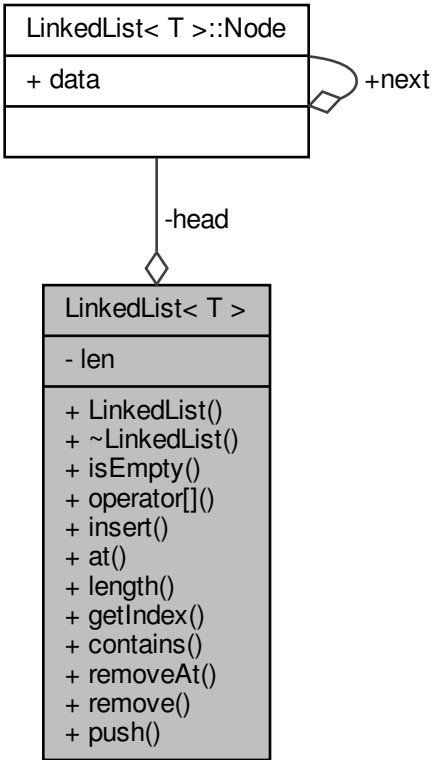 LinkedList< T >::Node
+ data
+next
-head
LinkedList< T >
- len
+ LinkedList()
+ ~LinkedList()
+ isEmpty()
+ operator[]()
+ insert()
+ at()
+ length()
+ getIndex()
+ contains()
+ removeAt()
+ remove()
+ push()